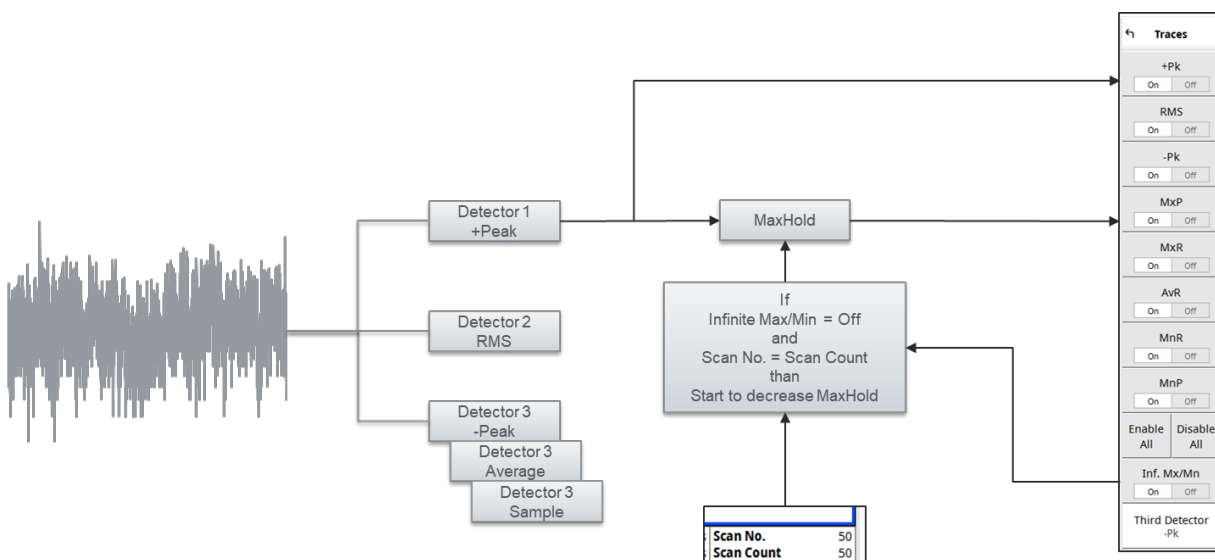 Detector 1
+Peak
Detector 2
RMS
Detector 3
-Peak
Detector 3
Average
Detector 3
Sample
MaxHold
If
Infinite Max/Min = Off
and
Scan No. = Scan Count
than
Start to decrease MaxHold
Scan No. 50
Scan Count 50
Traces
+Pk
On Off
RMS
On Off
-Pk
On Off
MxP
On Off
MxR
On Off
AvR
On Off
MnR
On Off
MnP
On Off
Enable Disable
All All
Inf. Mx/Mn
On Off
Third Detector
-Pk